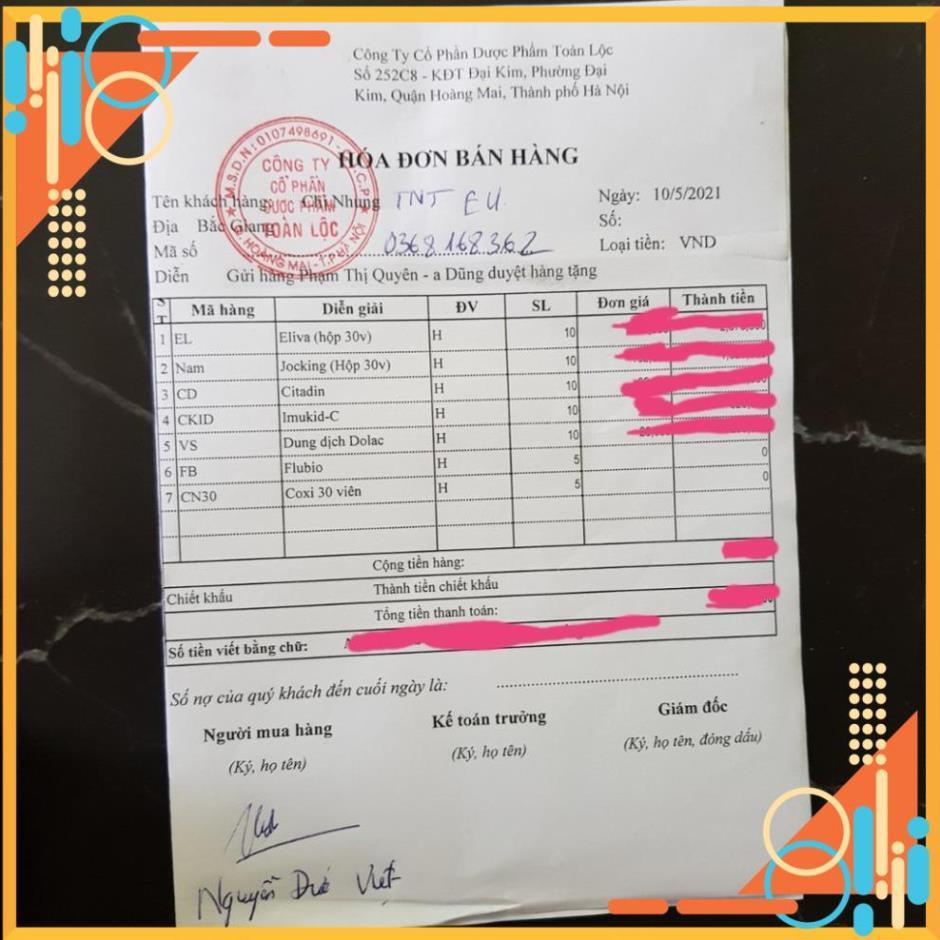 Công Ty Cổ Phần Dược Phẩm Toàn Lộc
Số 252C8 - KĐT Đại Kim, Phường Đại
Kim, Quận Hoàng Mai, Thành phố Hà Nội
M.S.D.N: 0107498691 - C.T.C.P
CÔNG TY
CỔ PHẦN
DƯỢC PHẨM
TOÀN LỘC
Q. HOÀNG MAI - T.P HÀ NỘI
HÓA ĐƠN BÁN HÀNG
Tên khách hàng: Chị Nhung TNT EU Ngày: 10/5/2021
Địa Bắc Giang Số:
Mã số 0368168362 Loại tiền: VND
Diễn Gửi hàng Phạm Thị Quyên - a Dũng duyệt hàng tặng
ST Mã hàng Diễn giải ĐV SL Đơn giá Thành tiền
1 EL Eliva (hộp 30v) H 10
2 Nam Jocking (Hộp 30v) H 10
3 CD Citadin H 10
4 CKID Imukid-C H 10
5 VS Dung dịch Dolac H 10
6 FB Flubio H 5 0
7 CN30 Coxi 30 viên H 5 0
Cộng tiền hàng:
Chiết khấu Thành tiền chiết khấu
Tổng tiền thanh toán:
Số tiền viết bằng chữ:
Số nợ của quý khách đến cuối ngày là:
Người mua hàng Kế toán trưởng Giám đốc
(Ký, họ tên) (Ký, họ tên) (Ký, họ tên, đóng dấu)
Nguyễn Đức Việt